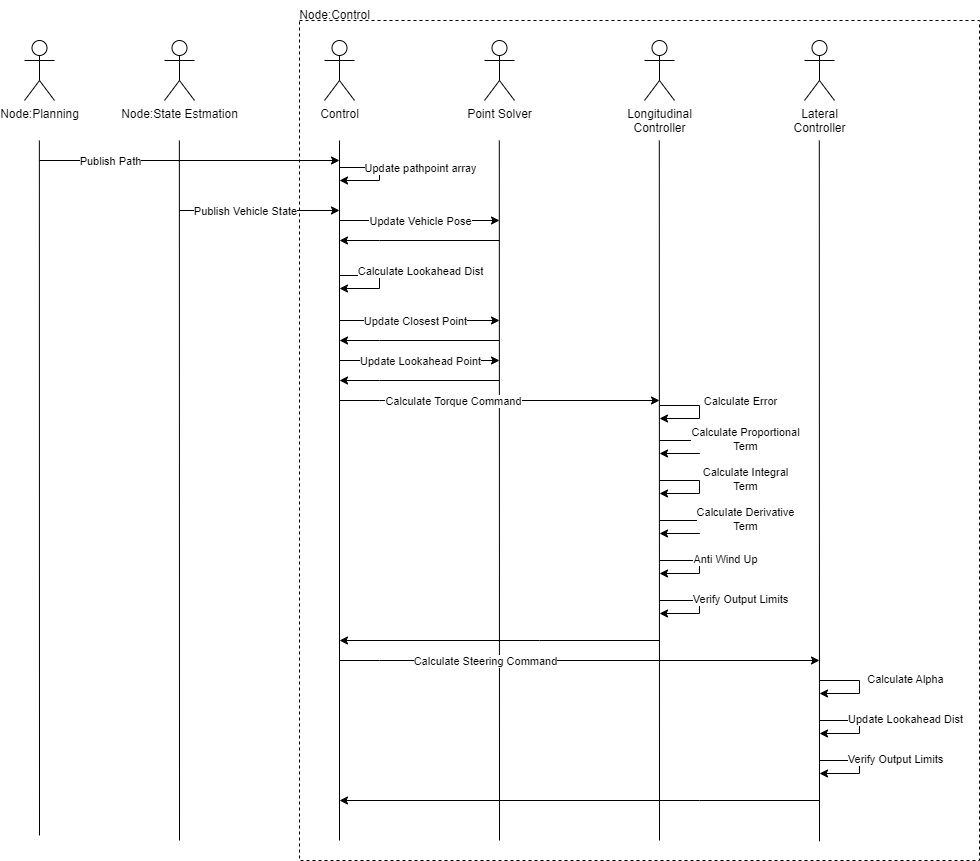 Node:Control
Node:Planning
Node:State Estmation
Control
Point Solver
Longitudinal
Controller
Lateral
Controller
Publish Path
Update pathpoint array
Publish Vehicle State
Update Vehicle Pose
Calculate Lookahead Dist
Update Closest Point
Update Lookahead Point
Calculate Torque Command
Calculate Error
Calculate Proportional
Term
Calculate Integral
Term
Calculate Derivative
Term
Anti Wind Up
Verify Output Limits
Calculate Steering Command
Calculate Alpha
Update Lookahead Dist
Verify Output Limits